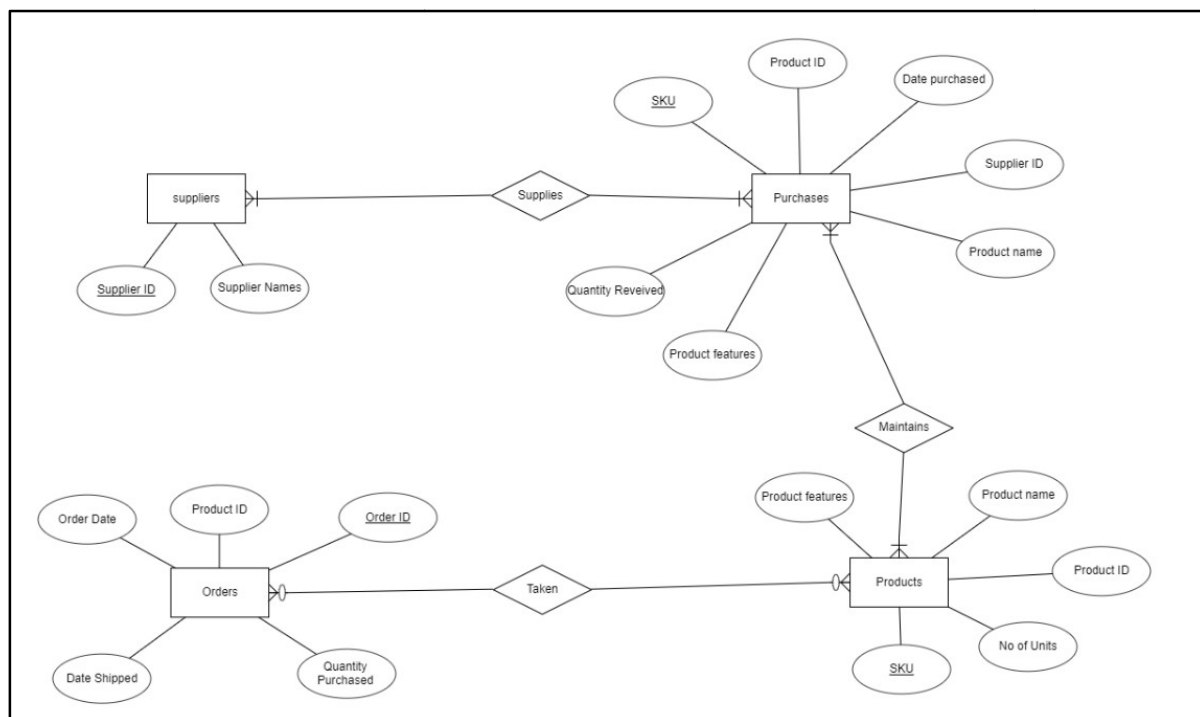 Product ID
Date purchased
SKU
Supplier ID
suppliers
Supplies
Purchases
Product name
Supplier ID
Supplier Names
Quantity Reveived
Product features
Maintains
Product features
Product name
Order Date
Product ID
Order ID
Product ID
Orders
Taken
Products
No of Units
Date Shipped
Quantity
Purchased
SKU